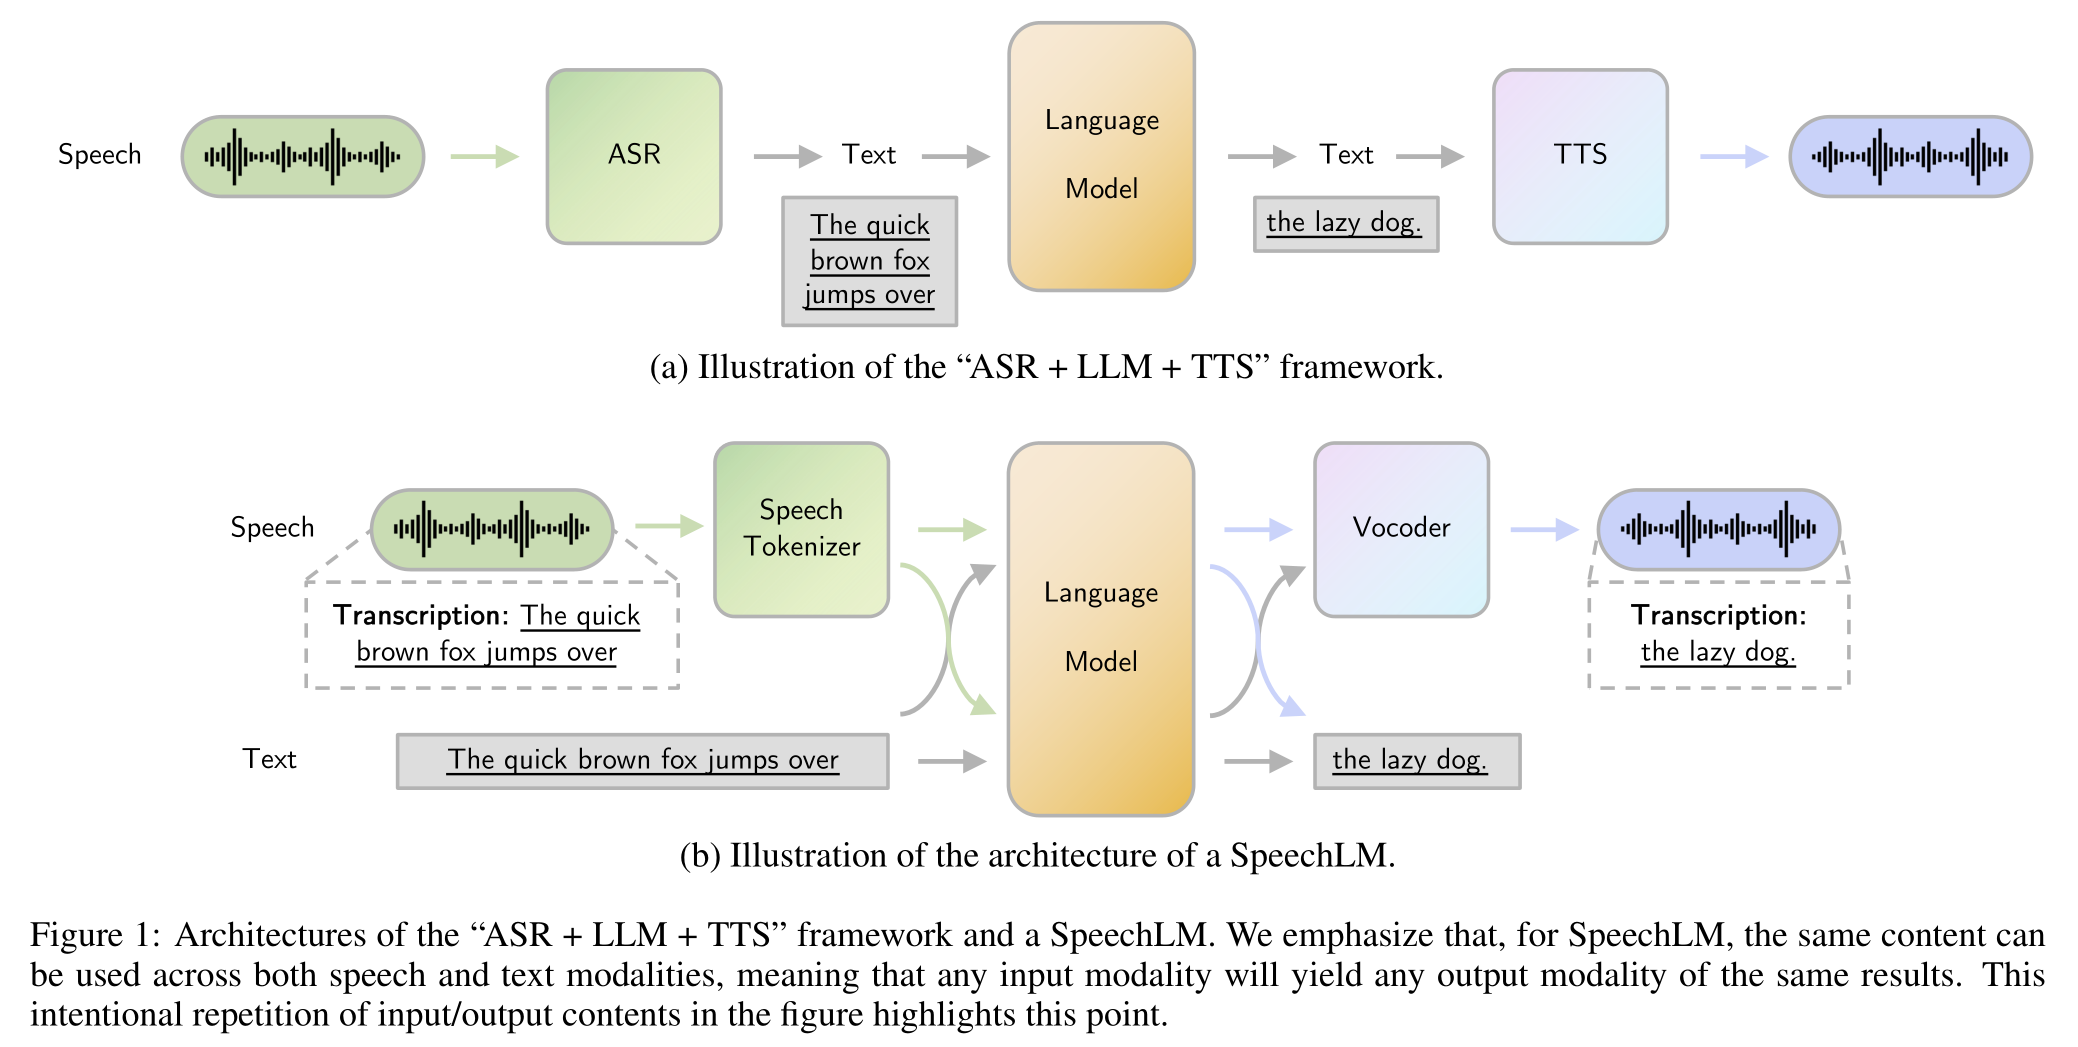 Speech
ASR
Text
Language
Model
Text
TTS
The quick
brown fox
jumps over
the lazy dog.
(a) Illustration of the “ASR + LLM + TTS” framework.
Speech
Transcription: The quick
brown fox jumps over
Speech
Tokenizer
Language
Model
Vocoder
Transcription:
the lazy dog.
Text
The quick brown fox jumps over
the lazy dog.
(b) Illustration of the architecture of a SpeechLM.
Figure 1: Architectures of the “ASR + LLM + TTS” framework and a SpeechLM. We emphasize that, for SpeechLM, the same content can
be used across both speech and text modalities, meaning that any input modality will yield any output modality of the same results. This
intentional repetition of input/output contents in the figure highlights this point.